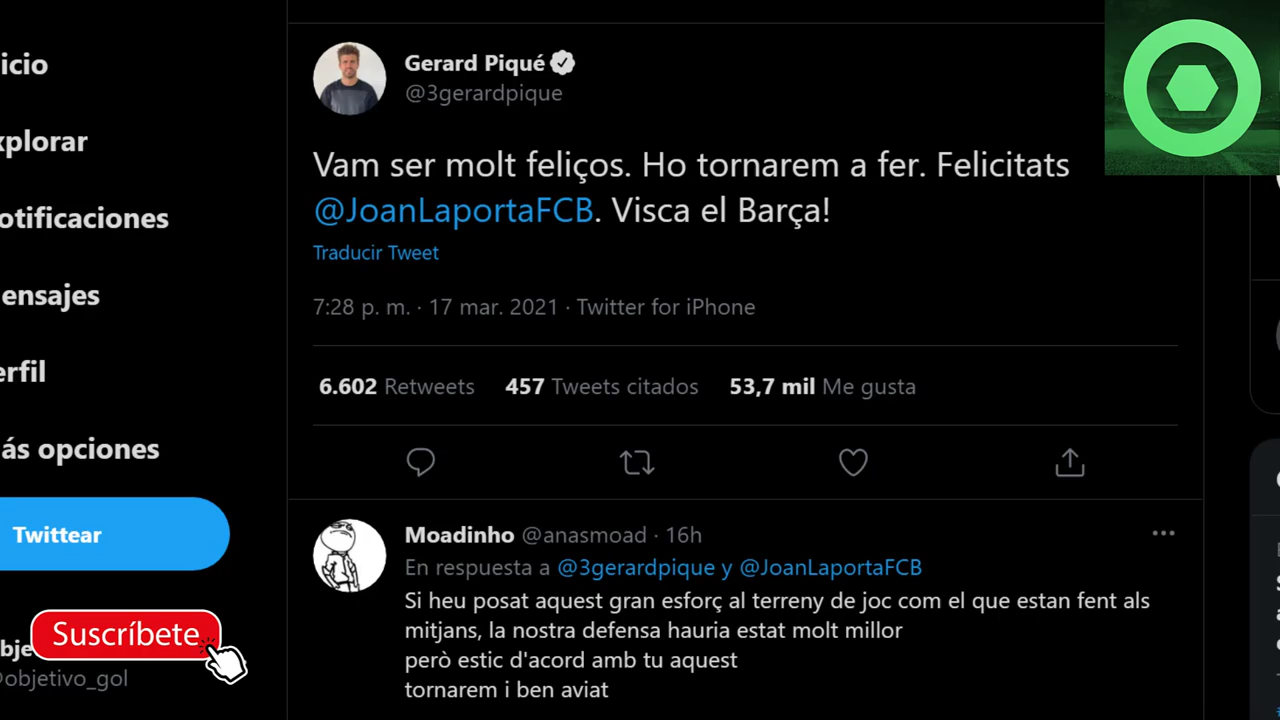 icio
xplorar
otificaciones
ensajes
erfil
ás opciones
Twittear
Suscríbete
bje
objetivo_gol
Gerard Piqué
@3gerardpique
Vam ser molt feliços. Ho tornarem a fer. Felicitats
@JoanLaportaFCB. Visca el Barça!
Traducir Tweet
7:28 p. m. · 17 mar. 2021 · Twitter for iPhone
6.602 Retweets 457 Tweets citados 53,7 mil Me gusta
Moadinho @anasmoad · 16h
En respuesta a @3gerardpique y @JoanLaportaFCB
Si heu posat aquest gran esforç al terreny de joc com el que estan fent als
mitjans, la nostra defensa hauria estat molt millor
però estic d'acord amb tu aquest
tornarem i ben aviat